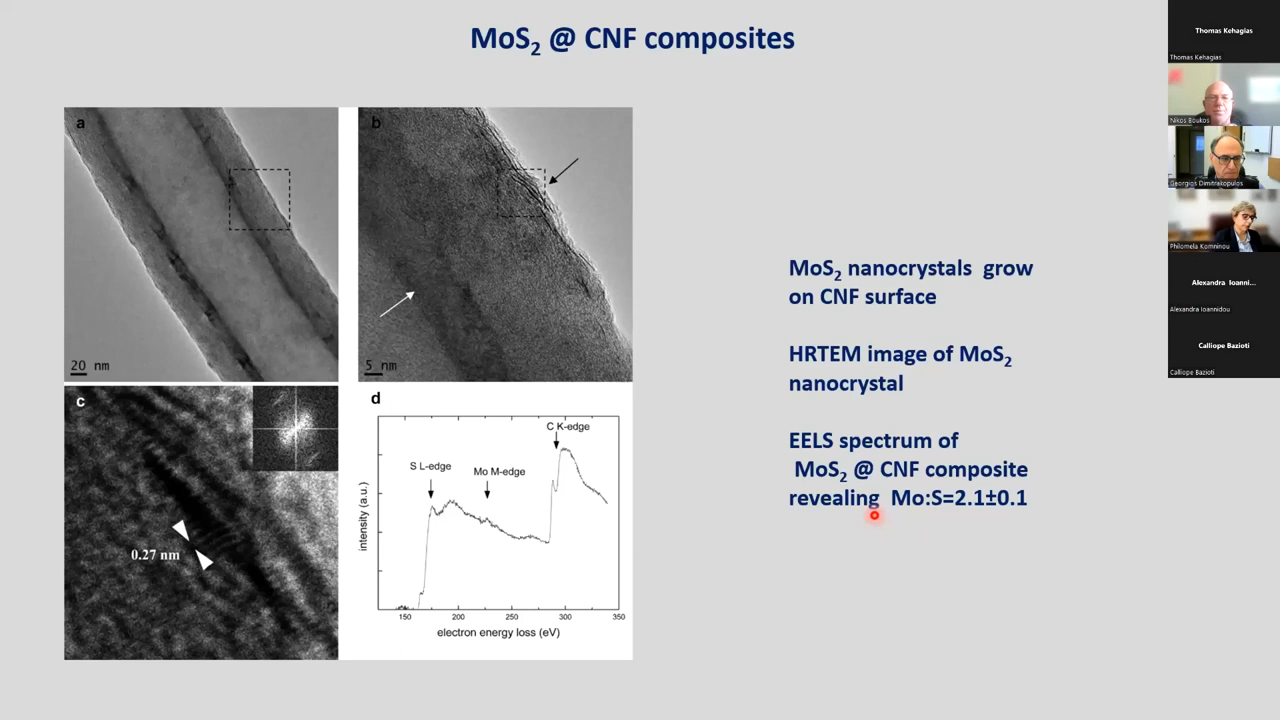 MoS2 @ CNF composites
a
b
20 nm
5 nm
c
0.27 nm
d
C K-edge
S L-edge
Mo M-edge
intensity (a.u.)
150 200 250 300 350
electron energy loss (eV)
MoS2 nanocrystals grow
on CNF surface
HRTEM image of MoS2
nanocrystal
EELS spectrum of
MoS2 @ CNF composite
revealing Mo:S=2.1±0.1
Thomas Kehagias
Thomas Kehagias
Nikos Boukos
Georgios Dimitrakopulos
Philomela Komninou
Alexandra Ioanni...
Alexandra Ioannidou
Calliope Bazioti
Calliope Bazioti